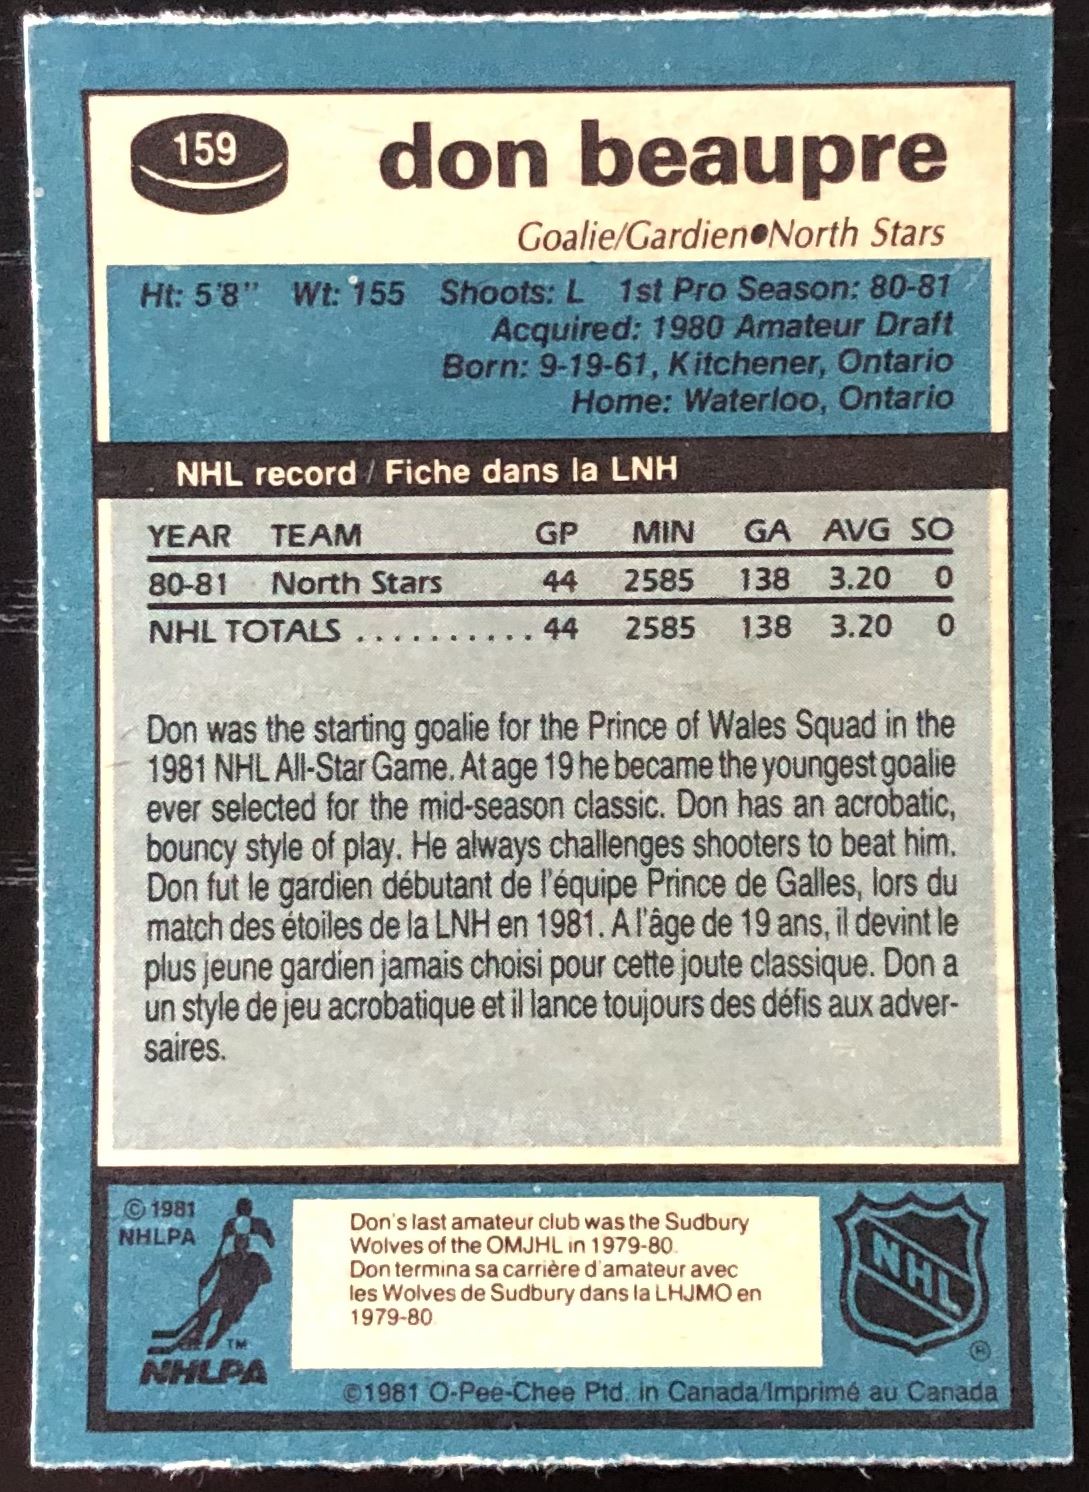 159
don beaupre
Goalie/Gardien●North Stars
Ht: 5'8" Wt: 155 Shoots: L 1st Pro Season: 80-81
Acquired: 1980 Amateur Draft
Born: 9-19-61, Kitchener, Ontario
Home: Waterloo, Ontario
NHL record / Fiche dans la LNH
YEAR TEAM GP MIN GA AVG SO
80-81 North Stars 44 2585 138 3.20 0
NHL TOTALS .......... 44 2585 138 3.20 0
Don was the starting goalie for the Prince of Wales Squad in the
1981 NHL All-Star Game. At age 19 he became the youngest goalie
ever selected for the mid-season classic. Don has an acrobatic,
bouncy style of play. He always challenges shooters to beat him.
Don fut le gardien débutant de l'équipe Prince de Galles, lors du
match des étoiles de la LNH en 1981. A l'âge de 19 ans, il devint le
plus jeune gardien jamais choisi pour cette joute classique. Don a
un style de jeu acrobatique et il lance toujours des défis aux adver-
saires.
© 1981
NHLPA
TM
NHLPA
Don's last amateur club was the Sudbury
Wolves of the OMJHL in 1979-80.
Don termina sa carrière d'amateur avec
les Wolves de Sudbury dans la LHJMO en
1979-80
NHL
®
©1981 O-Pee-Chee Ptd. in Canada/Imprimé au Canada